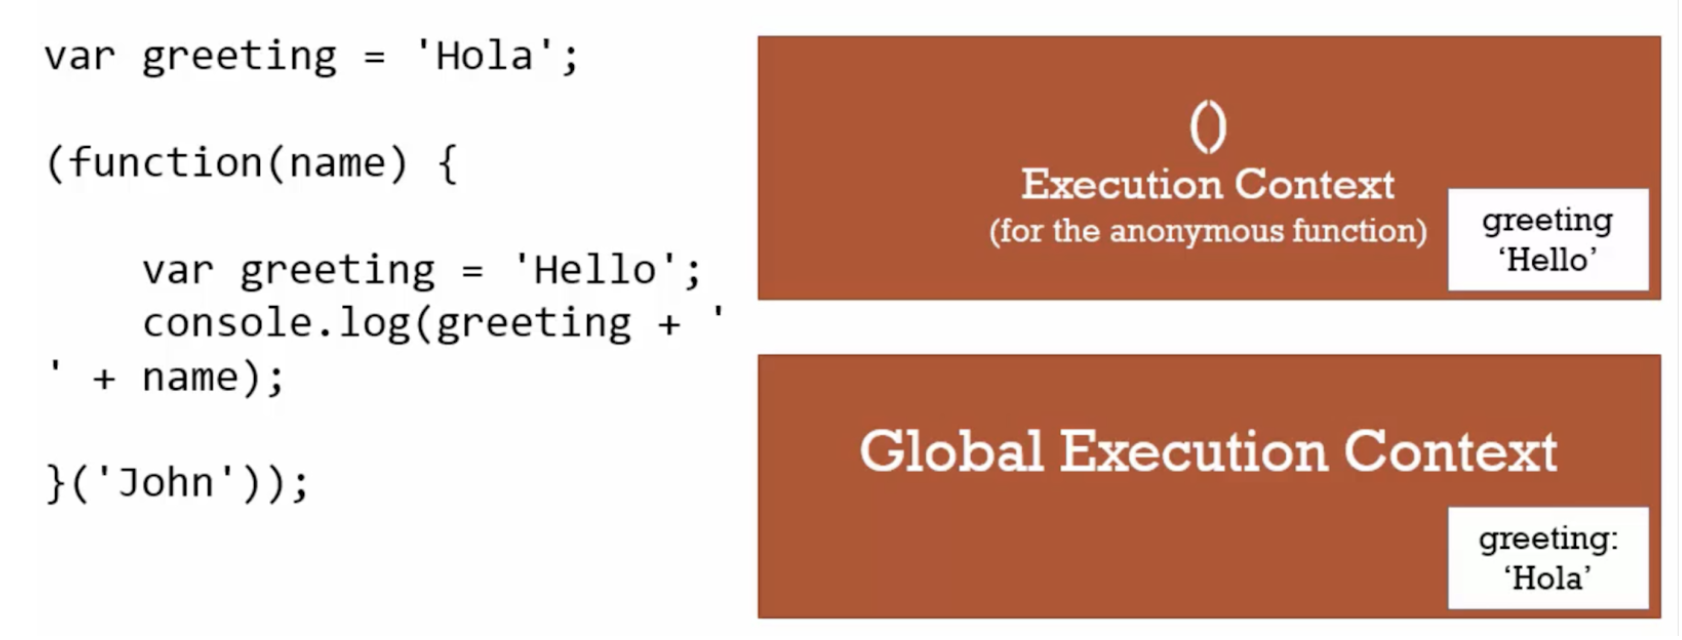 var greeting = 'Hola';
(function(name) {
var greeting = 'Hello';
console.log(greeting + '
' + name);
}('John'));
()
Execution Context
(for the anonymous function)
greeting
‘Hello’
Global Execution Context
greeting:
‘Hola’